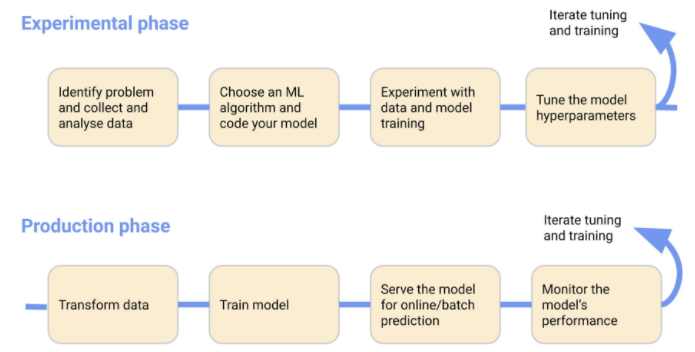 Experimental phase
Iterate tuning
and training
Identify problem
and collect and
analyse data
Choose an ML
algorithm and
code your model
Experiment with
data and model
training
Tune the model
hyperparameters
Production phase
Iterate tuning
and training
Transform data
Train model
Serve the model
for online/batch
prediction
Monitor the
model's
performance